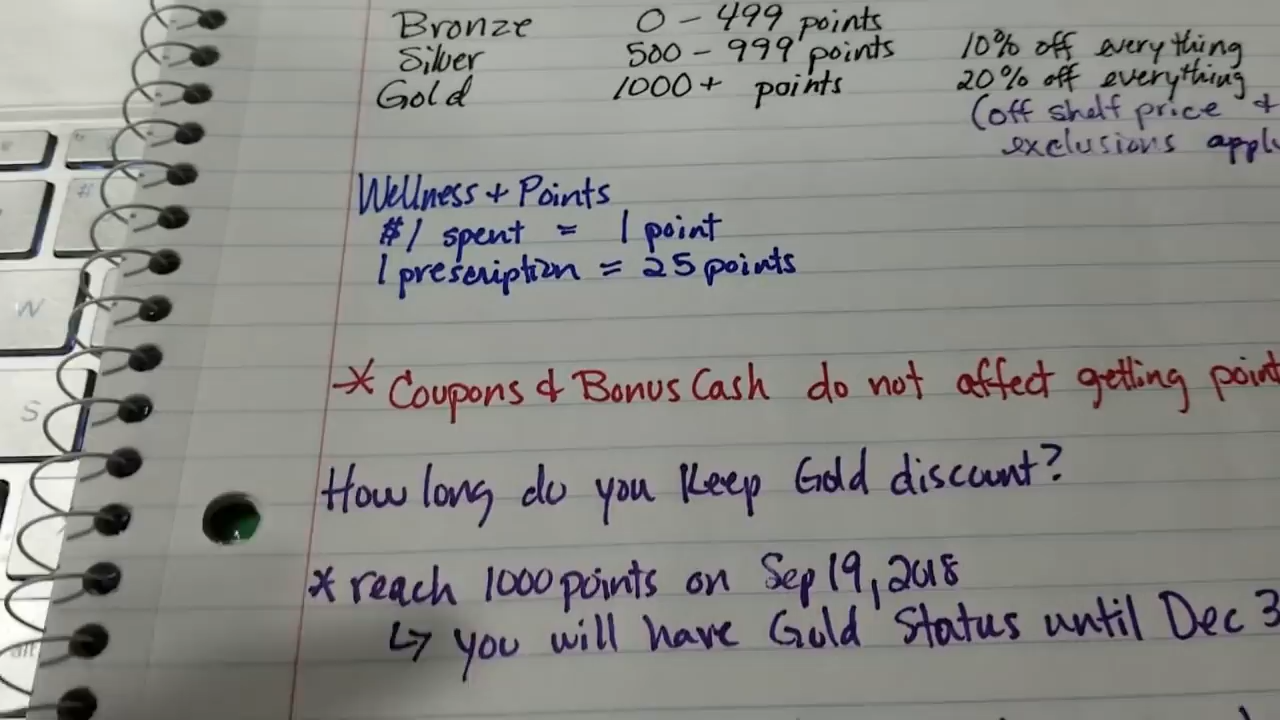 Bronze 0 - 499 points
Silver 500 - 999 points 10% off everything
Gold 1000+ points 20% off everything
(off shelf price +
exclusions apply
Wellness + Points
$1 spent = 1 point
1 prescription = 25 points
* Coupons & Bonus Cash do not affect getting point
How long do you keep Gold discount?
* reach 1000 points on Sep 19, 2018
↳ you will have Gold Status until Dec 3
W
S
alt
#